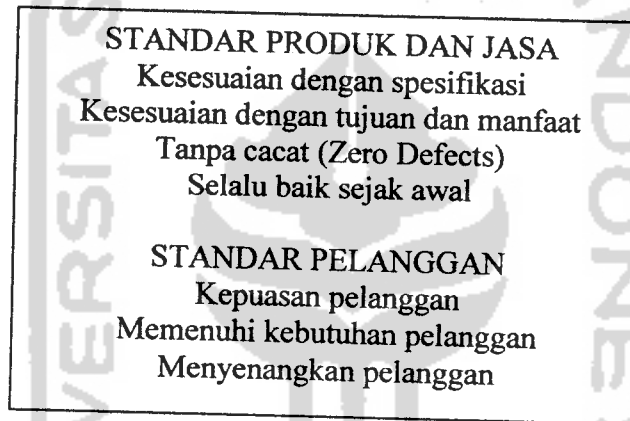 STANDAR PRODUK DAN JASA
Kesesuaian dengan spesifikasi
Kesesuaian dengan tujuan dan manfaat
Tanpa cacat (Zero Defects)
Selalu baik sejak awal
STANDAR PELANGGAN
Kepuasan pelanggan
Memenuhi kebutuhan pelanggan
Menyenangkan pelanggan